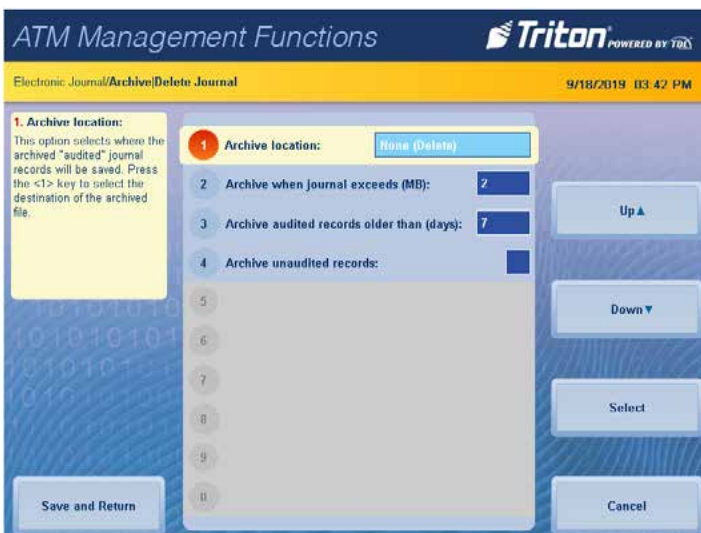 ATM Management Functions
Triton POWERED BY TDL
Electronic Journal/Archive|Delete Journal
9/18/2019 03:42 PM
1. Archive location:
This option selects where the
archived "audited" journal
records will be saved. Press
the <1> key to select the
destination of the archived
file.
1 Archive location: None (Delete)
2 Archive when journal exceeds (MB): 2
3 Archive audited records older than (days): 7
4 Archive unaudited records:
5
6
7
8
9
0
Up▲
Down▼
Select
Save and Return
Cancel